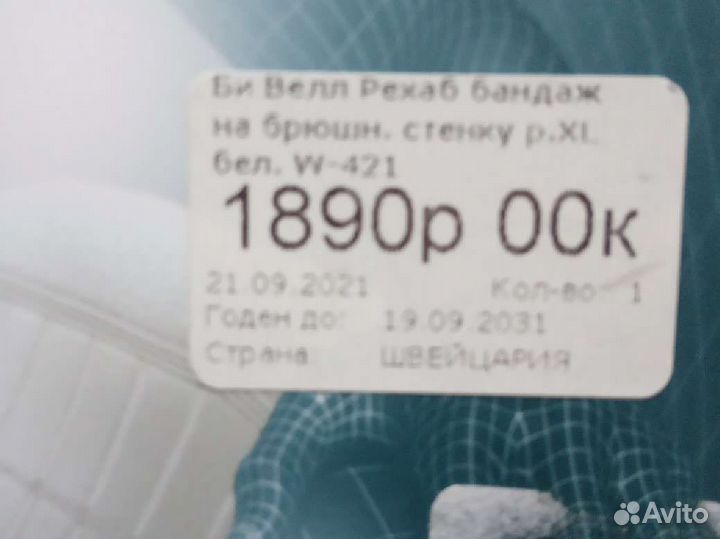 Би Велл Рехаб бандаж
на брюшн. стенку р.XL
бел. W-421
1890р 00к
21.09.2021 Кол-во: 1
Годен до: 19.09.2031
Страна: ШВЕЙЦАРИЯ
Avito